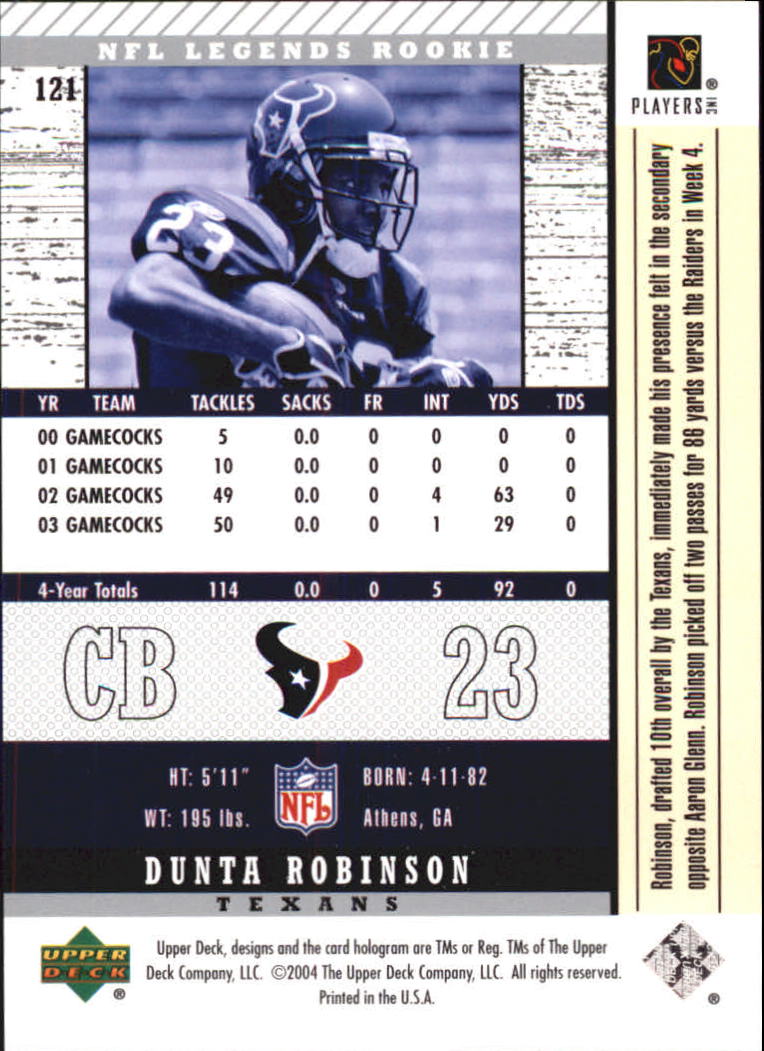 NFL LEGENDS ROOKIE
121
23
PLAYERS INC ®
YR TEAM TACKLES SACKS FR INT YDS TDS
00 GAMECOCKS 5 0.0 0 0 0 0
01 GAMECOCKS 10 0.0 0 0 0 0
02 GAMECOCKS 49 0.0 0 4 63 0
03 GAMECOCKS 50 0.0 0 1 29 0
4-Year Totals 114 0.0 0 5 92 0
CB 23
HT: 5'11" BORN: 4-11-82
NFL
WT: 195 lbs. Athens, GA
DUNTA ROBINSON
TEXANS
Robinson, drafted 10th overall by the Texans, immediately made his presence felt in the secondary
opposite Aaron Glenn. Robinson picked off two passes for 86 yards versus the Raiders in Week 4.
UPPER
DECK
®
Upper Deck, designs and the card hologram are TMs or Reg. TMs of The Upper
Deck Company, LLC. ©2004 The Upper Deck Company, LLC. All rights reserved.
Printed in the U.S.A.
®